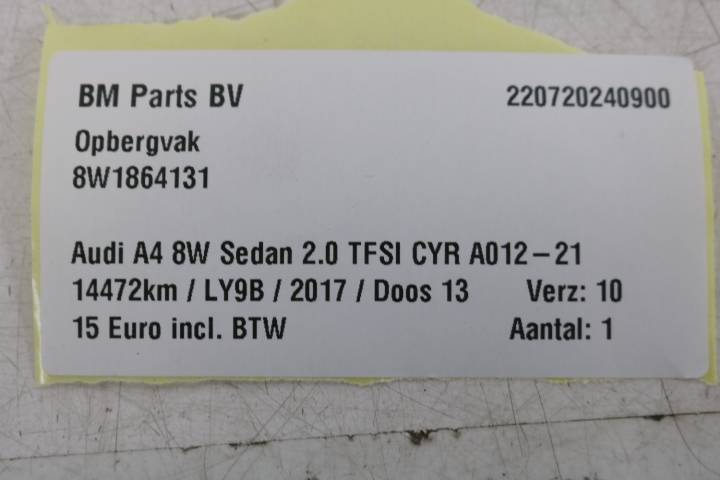 BM Parts BV 220720240900
Opbergvak
8W1864131
Audi A4 8W Sedan 2.0 TFSI CYR A012-21
14472km / LY9B / 2017 / Doos 13 Verz: 10
15 Euro incl. BTW Aantal: 1